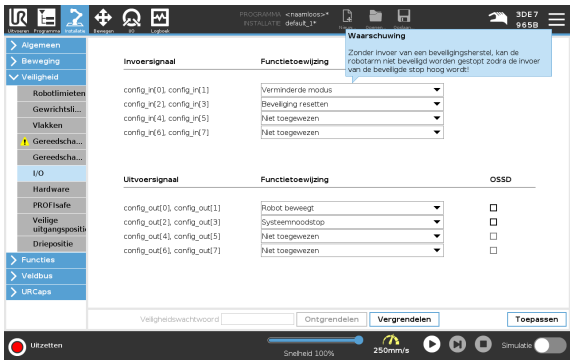 PROGRAMMA <naamloos>*
INSTALLATIE default_1*
3DE7
965B
Uitvoeren Programma Installatie Bewegen I/O Logboek
Algemeen
Beweging
Veiligheid
Robotlimieten
Gewrichtsli...
Vlakken
Gereedscha...
Gereedscha...
I/O
Hardware
PROFIsafe
Veilige
uitgangspositi
Driepositie
Functies
Veldbus
URCaps
Waarschuwing
Zonder invoer van een beveiligingsherstel, kan de
robotarm niet beveiligd worden gestopt zodra de invoer
van de beveiligde stop hoog wordt!
Invoersignaal Functietoewijzing
config_in[0], config_in[1] Verminderde modus
config_in[2], config_in[3] Beveiliging resetten
config_in[4], config_in[5] Niet toegewezen
config_in[6], config_in[7] Niet toegewezen
Uitvoersignaal Functietoewijzing OSSD
config_out[0], config_out[1] Robot beweegt
config_out[2], config_out[3] Systeemnoodstop
config_out[4], config_out[5] Niet toegewezen
config_out[6], config_out[7] Niet toegewezen
Veiligheidswachtwoord Ontgrendelen Vergrendelen Toepassen
Uitzetten
Snelheid 100%
250mm/s
Simulatie